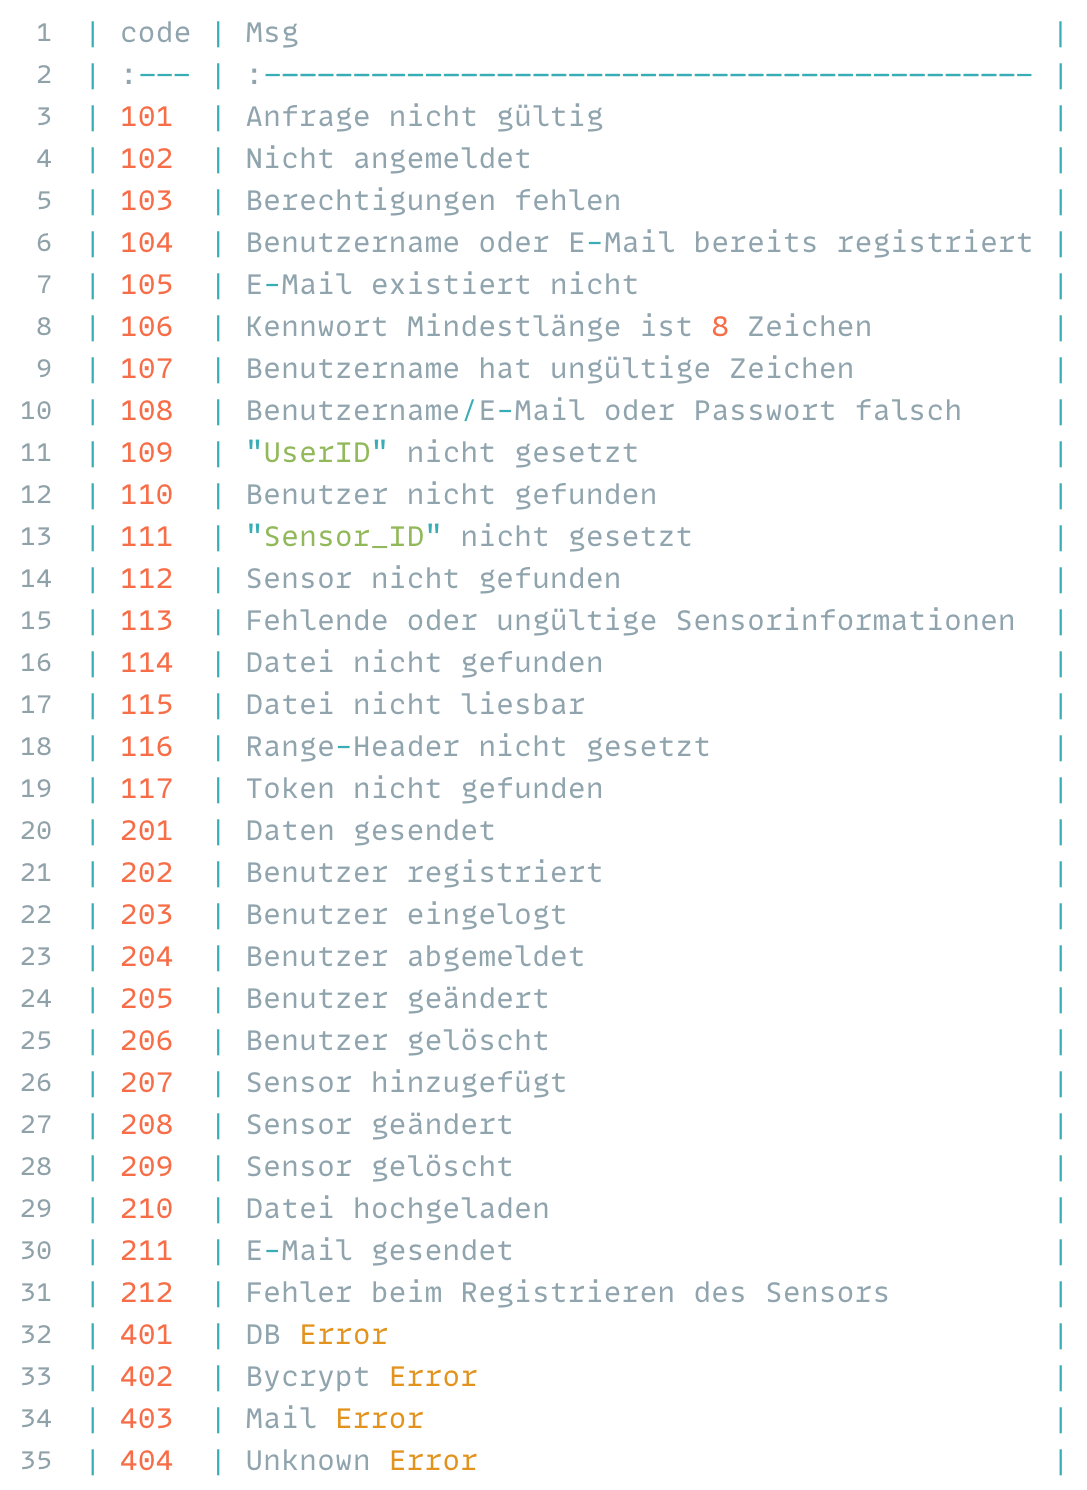 1 | code | Msg |
2 | :--- | :------------------------------------------- |
3 | 101 | Anfrage nicht gültig |
4 | 102 | Nicht angemeldet |
5 | 103 | Berechtigungen fehlen |
6 | 104 | Benutzername oder E-Mail bereits registriert |
7 | 105 | E-Mail existiert nicht |
8 | 106 | Kennwort Mindestlänge ist 8 Zeichen |
9 | 107 | Benutzername hat ungültige Zeichen |
10 | 108 | Benutzername/E-Mail oder Passwort falsch |
11 | 109 | "UserID" nicht gesetzt |
12 | 110 | Benutzer nicht gefunden |
13 | 111 | "Sensor_ID" nicht gesetzt |
14 | 112 | Sensor nicht gefunden |
15 | 113 | Fehlende oder ungültige Sensorinformationen |
16 | 114 | Datei nicht gefunden |
17 | 115 | Datei nicht liesbar |
18 | 116 | Range-Header nicht gesetzt |
19 | 117 | Token nicht gefunden |
20 | 201 | Daten gesendet |
21 | 202 | Benutzer registriert |
22 | 203 | Benutzer eingelogt |
23 | 204 | Benutzer abgemeldet |
24 | 205 | Benutzer geändert |
25 | 206 | Benutzer gelöscht |
26 | 207 | Sensor hinzugefügt |
27 | 208 | Sensor geändert |
28 | 209 | Sensor gelöscht |
29 | 210 | Datei hochgeladen |
30 | 211 | E-Mail gesendet |
31 | 212 | Fehler beim Registrieren des Sensors |
32 | 401 | DB Error |
33 | 402 | Bycrypt Error |
34 | 403 | Mail Error |
35 | 404 | Unknown Error |